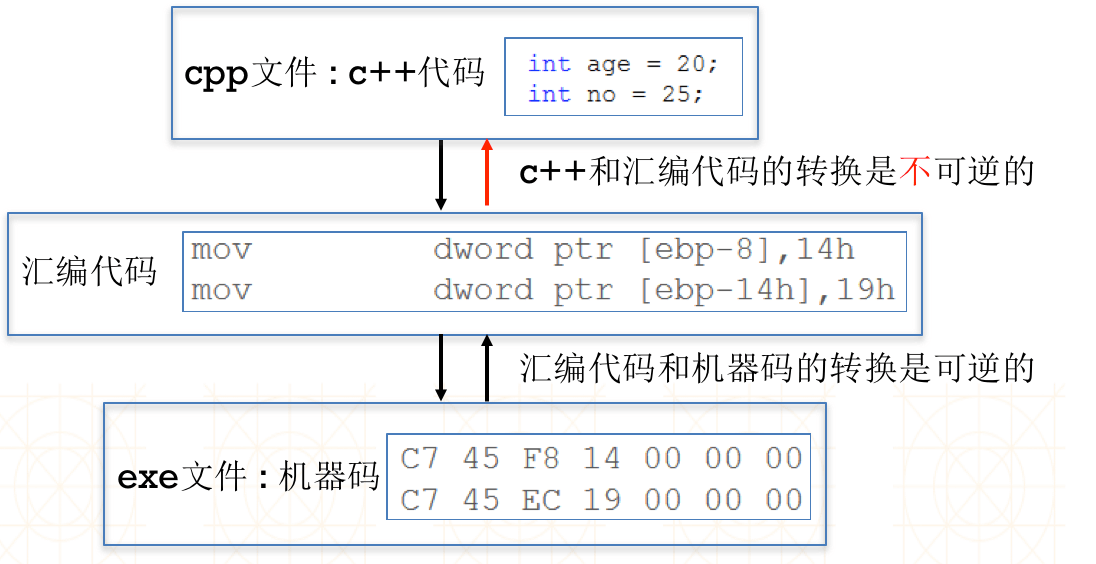 cpp文件：c++代码
int age = 20;
int no = 25;
c++和汇编代码的转换是不可逆的
汇编代码
mov dword ptr [ebp-8],14h
mov dword ptr [ebp-14h],19h
汇编代码和机器码的转换是可逆的
exe文件：机器码
C7 45 F8 14 00 00 00
C7 45 EC 19 00 00 00